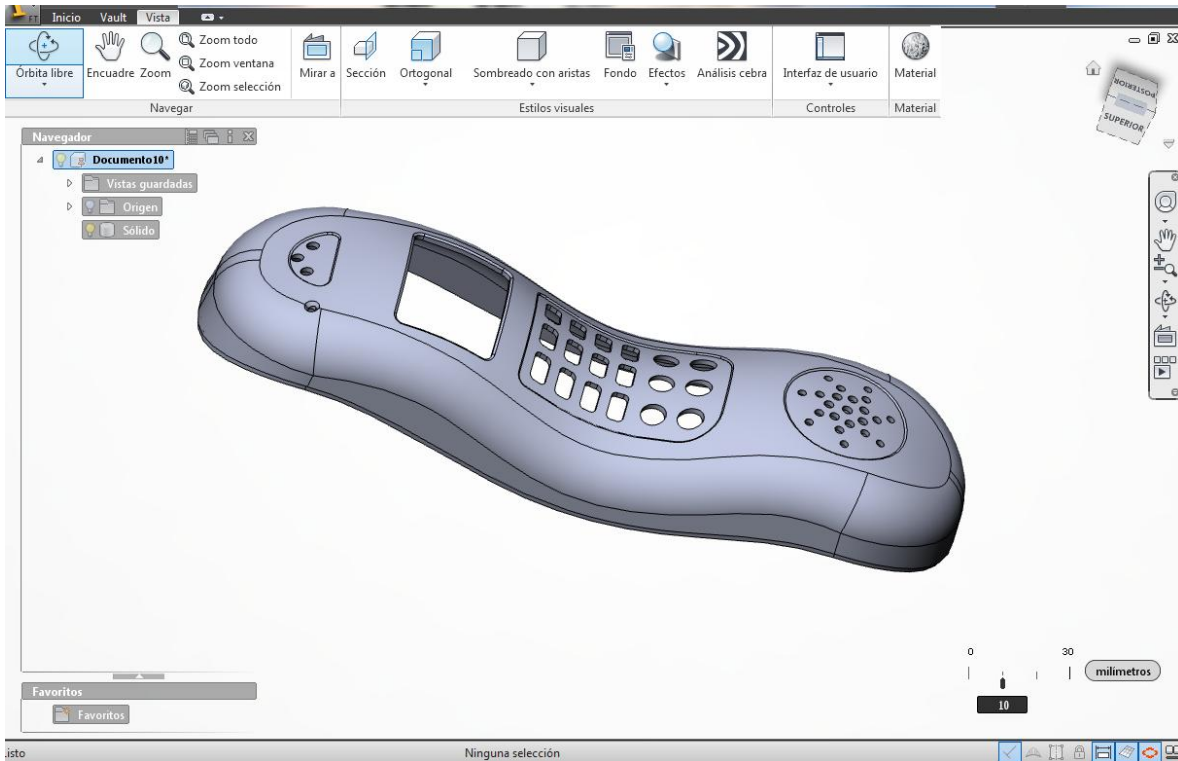 FT Inicio Vault Vista
Órbita libre
Encuadre
Zoom
Zoom todo
Zoom ventana
Zoom selección
Mirar a
Sección
Ortogonal
Sombreado con aristas
Fondo
Efectos
Análisis cebra
Interfaz de usuario
Material
Navegar
Estilos visuales
Controles
Material
POSTERIOR
SUPERIOR
Navegador
Documento10*
Vistas guardadas
Origen
Sólido
0 30
milímetros
10
Favoritos
Favoritos
Listo
Ninguna selección